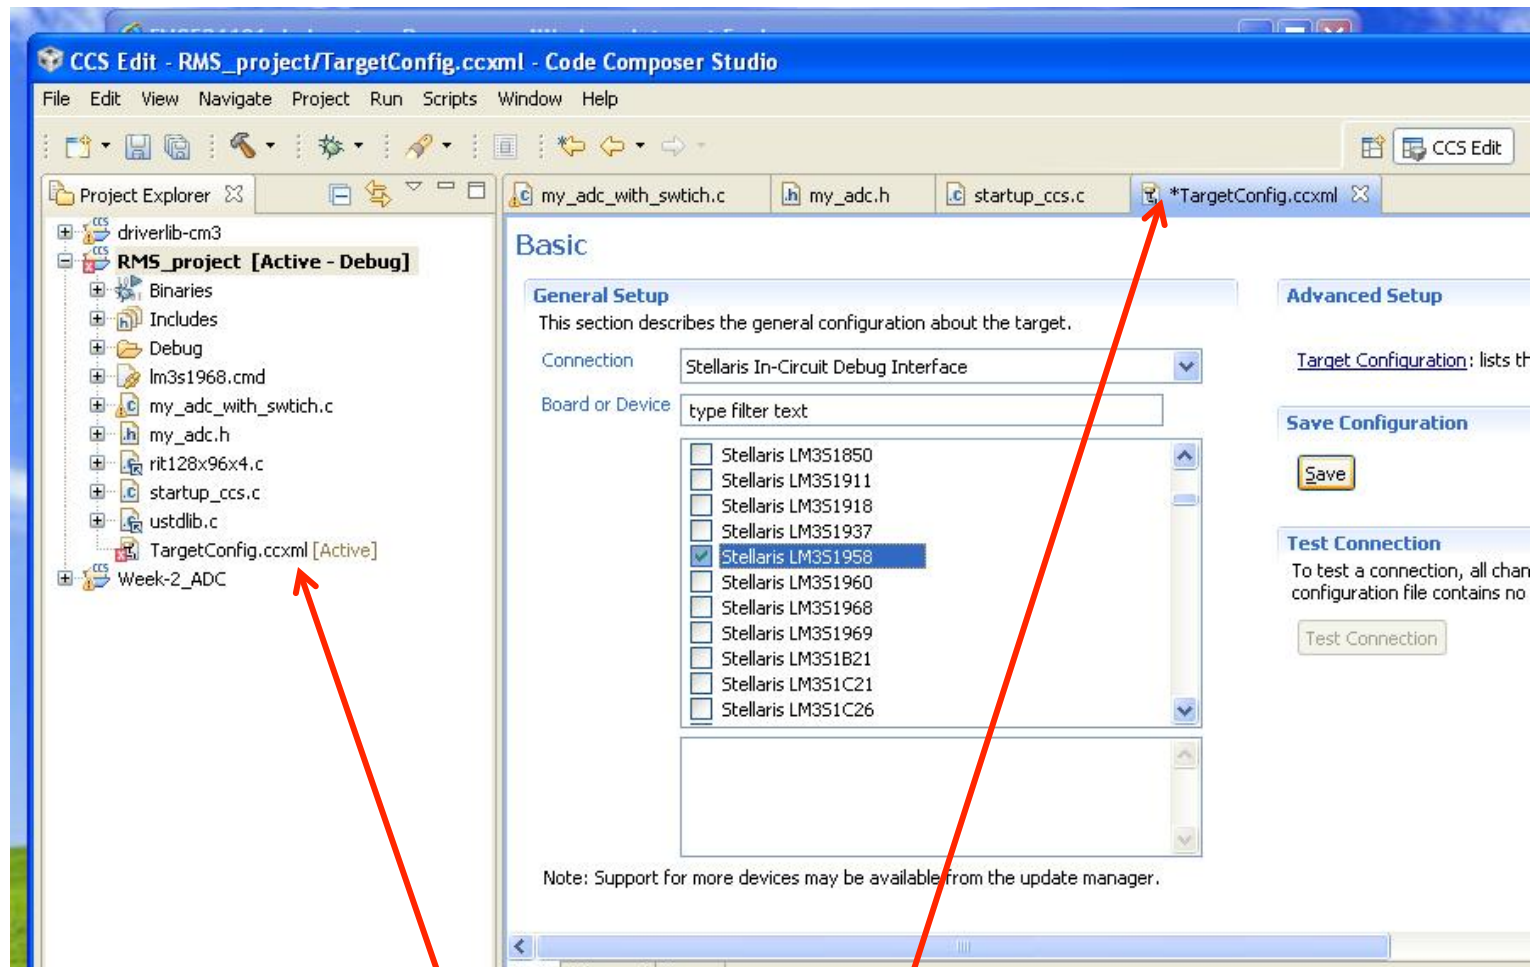 CCS Edit - RMS_project/TargetConfig.ccxml - Code Composer Studio
File Edit View Navigate Project Run Scripts Window Help
CCS Edit
Project Explorer
my_adc_with_swtich.c
my_adc.h
startup_ccs.c
*TargetConfig.ccxml
driverlib-cm3
RMS_project [Active - Debug]
Binaries
Includes
Debug
lm3s1968.cmd
my_adc_with_swtich.c
my_adc.h
rit128x96x4.c
startup_ccs.c
ustdlib.c
TargetConfig.ccxml [Active]
Week-2_ADC
Basic
General Setup
This section describes the general configuration about the target.
Connection
Stellaris In-Circuit Debug Interface
Board or Device
type filter text
Stellaris LM3S1850
Stellaris LM3S1911
Stellaris LM3S1918
Stellaris LM3S1937
Stellaris LM3S1958
Stellaris LM3S1960
Stellaris LM3S1968
Stellaris LM3S1969
Stellaris LM3S1B21
Stellaris LM3S1C21
Stellaris LM3S1C26
Note: Support for more devices may be available from the update manager.
Advanced Setup
Target Configuration: lists th
Save Configuration
Save
Test Connection
To test a connection, all chan
configuration file contains no
Test Connection